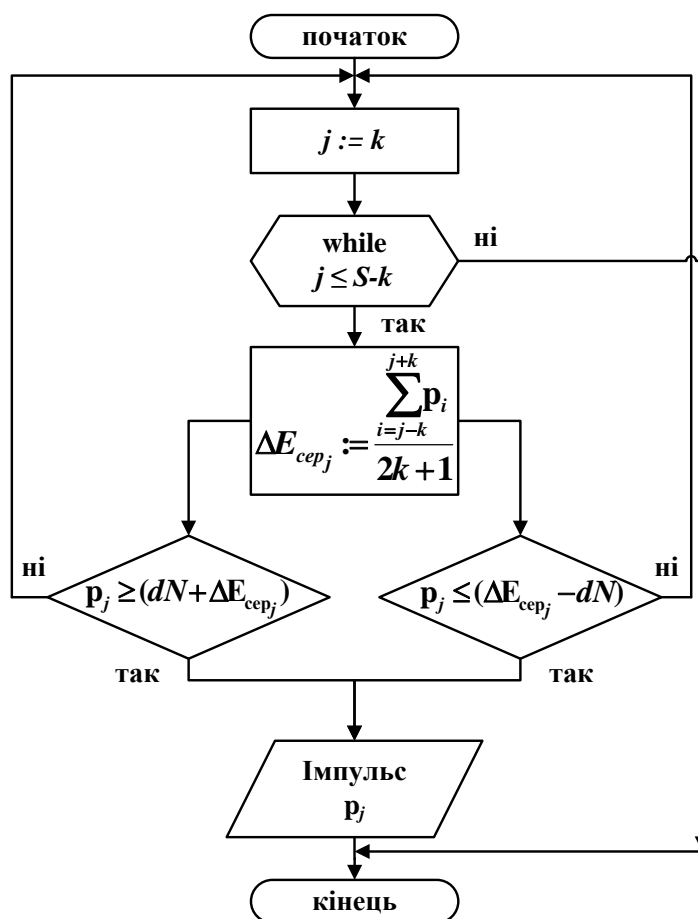 початок
j := k
while
j ≤ S-k
ні
так
j+k
∑ p_i
i=j-k
ΔE_сер_j :=
2k+1
ні
p_j ≥ (dN+ΔE_сер_j)
p_j ≤ (ΔE_сер_j −dN)
ні
так
так
Імпульс
p_j
кінець